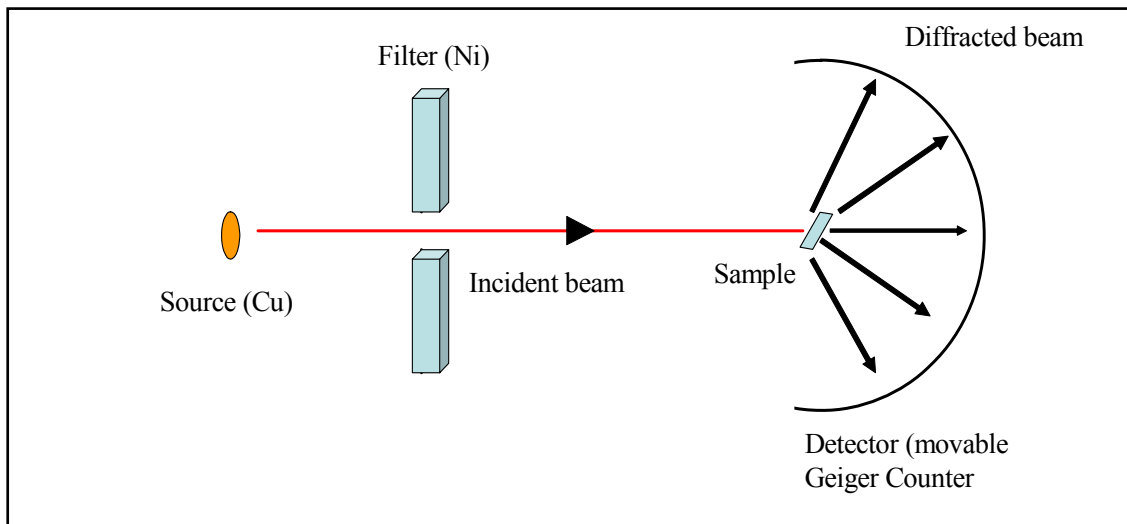 Diffracted beam
Filter (Ni)
Source (Cu)
Incident beam
Sample
Detector (movable
Geiger Counter